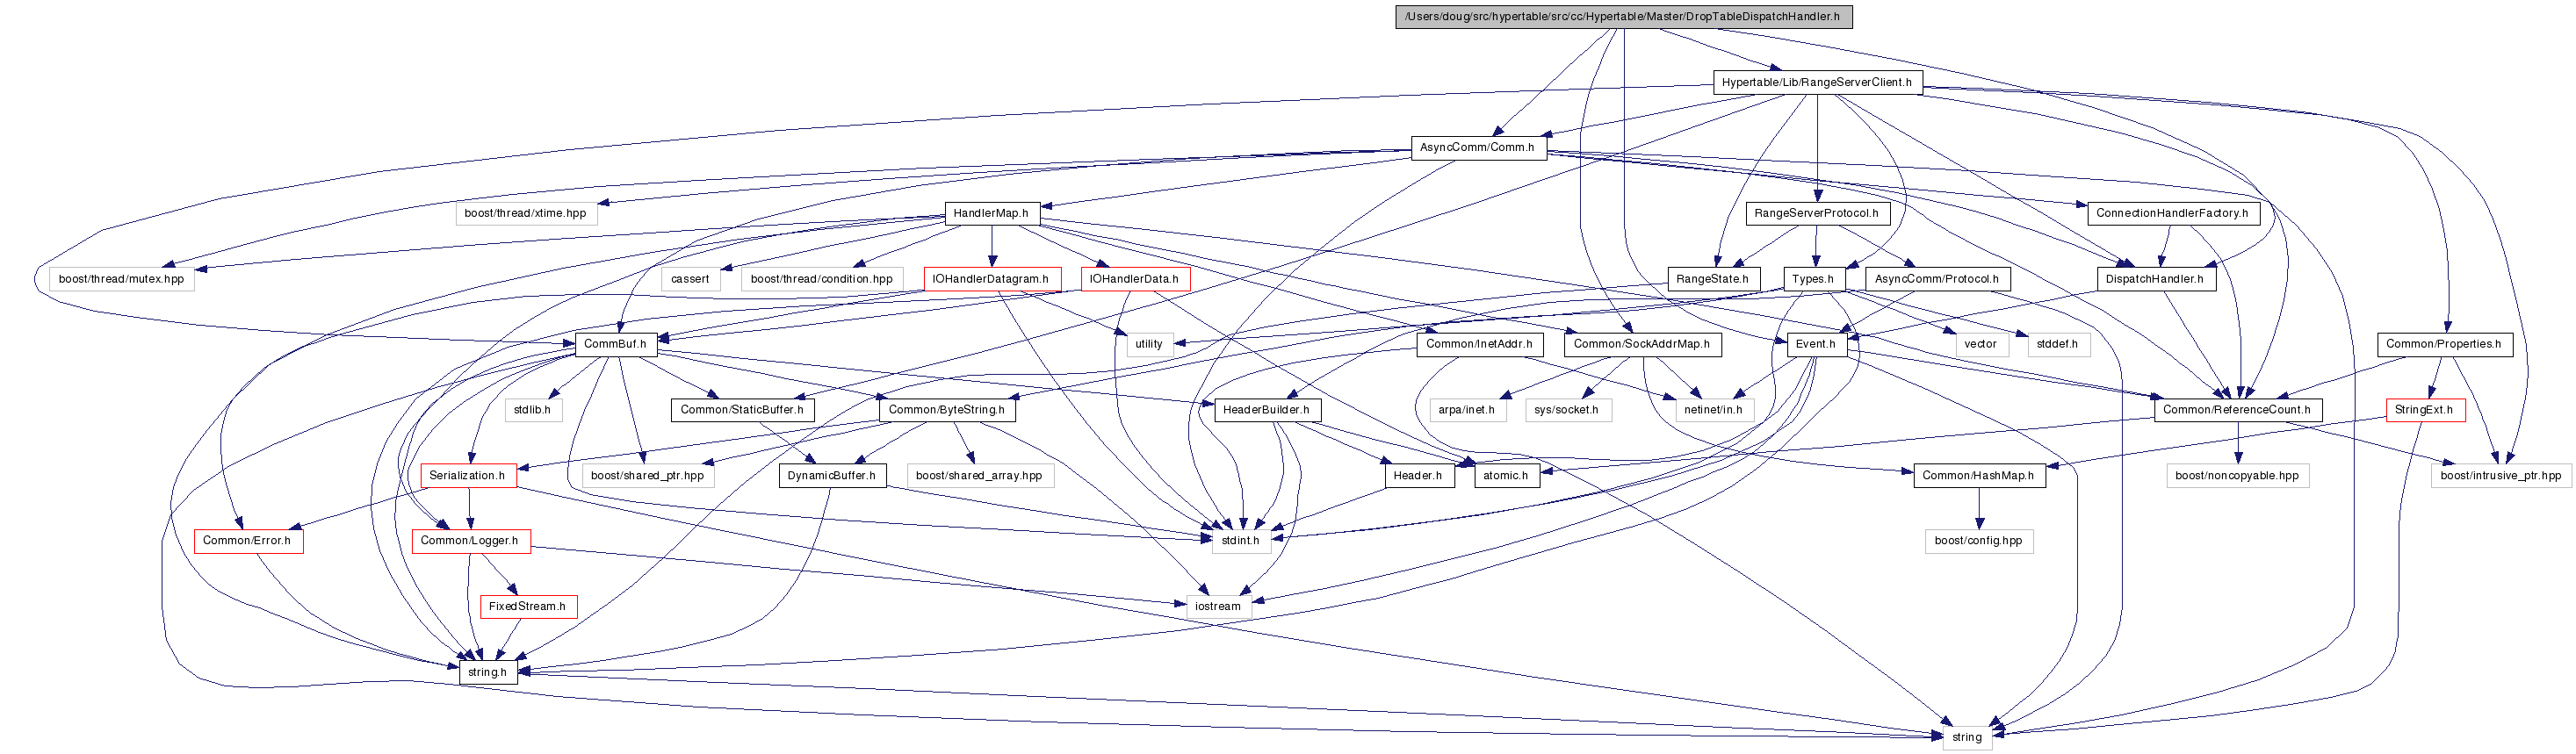 /Users/doug/src/hypertable/src/cc/Hypertable/Master/DropTableDispatchHandler.h
Hypertable/Lib/RangeServerClient.h
AsyncComm/Comm.h
boost/thread/xtime.hpp
HandlerMap.h
RangeServerProtocol.h
ConnectionHandlerFactory.h
boost/thread/mutex.hpp
cassert
boost/thread/condition.hpp
IOHandlerDatagram.h
IOHandlerData.h
RangeState.h
Types.h
AsyncComm/Protocol.h
DispatchHandler.h
CommBuf.h
utility
Common/InetAddr.h
Common/SockAddrMap.h
Event.h
vector
stddef.h
Common/Properties.h
stdlib.h
Common/StaticBuffer.h
Common/ByteString.h
HeaderBuilder.h
arpa/inet.h
sys/socket.h
netinet/in.h
Common/ReferenceCount.h
StringExt.h
Serialization.h
boost/shared_ptr.hpp
DynamicBuffer.h
boost/shared_array.hpp
Header.h
atomic.h
Common/HashMap.h
boost/noncopyable.hpp
boost/intrusive_ptr.hpp
Common/Error.h
Common/Logger.h
stdint.h
boost/config.hpp
FixedStream.h
iostream
string.h
string